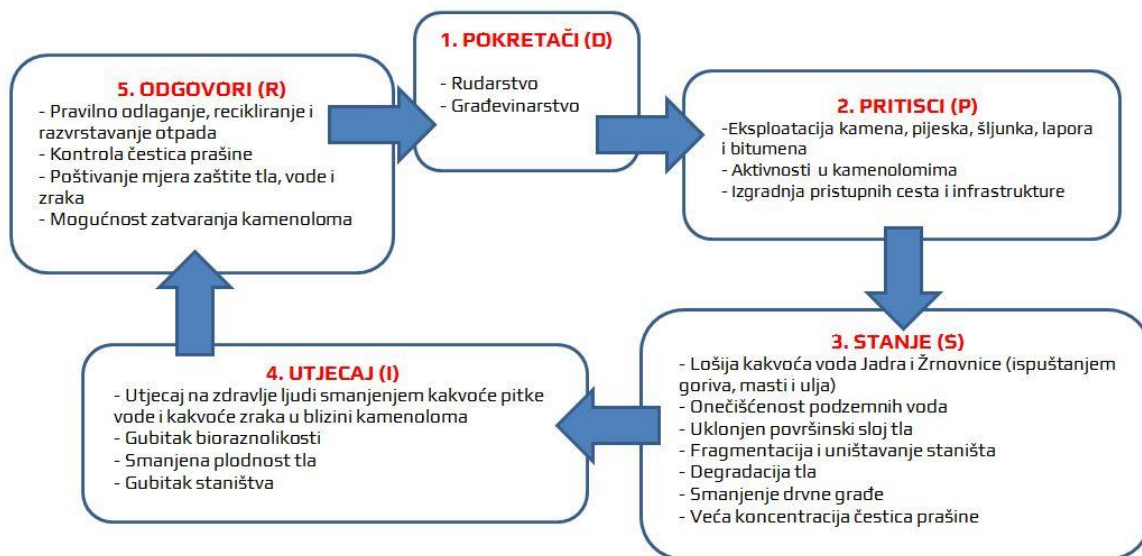 1. POKRETAČI (D)
- Rudarstvo
- Građevinarstvo
2. PRITISCI (P)
-Eksploatacija kamena, pijeska, šljunka, lapora
i bitumena
- Aktivnosti u kamenolomima
- Izgradnja pristupnih cesta i infrastrukture
3. STANJE (S)
- Lošija kakvoća voda Jadra i Žrnovnice (ispuštanjem
goriva, masti i ulja)
- Onečišćenost podzemnih voda
- Uklonjen površinski sloj tla
- Fragmentacija i uništavanje staništa
- Degradacija tla
- Smanjenje drvne građe
- Veća koncentracija čestica prašine
4. UTJECAJ (I)
- Utjecaj na zdravlje ljudi smanjenjem kakvoće pitke
vode i kakvoće zraka u blizini kamenoloma
- Gubitak bioraznolikosti
- Smanjena plodnost tla
- Gubitak staništva
5. ODGOVORI (R)
- Pravilno odlaganje, recikliranje i
razvrstavanje otpada
- Kontrola čestica prašine
- Poštivanje mjera zaštite tla, vode i
zraka
- Mogućnost zatvaranja kamenoloma